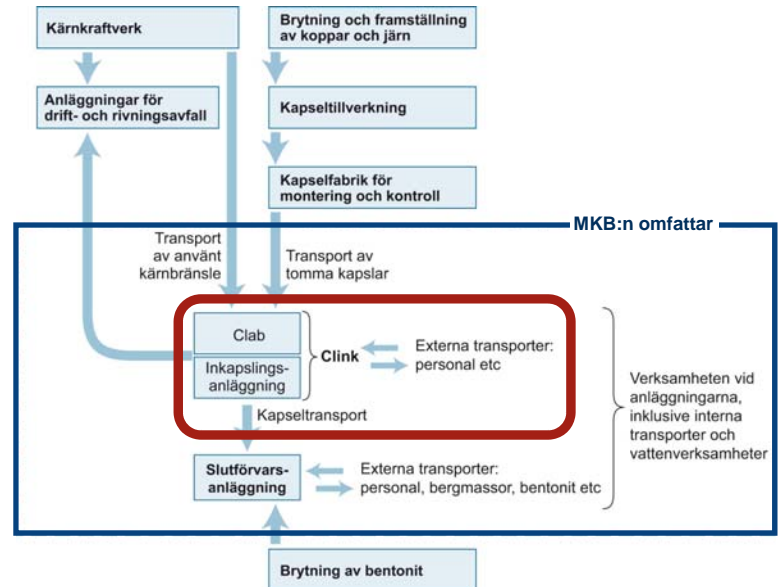 Kärnkraftverk
Brytning och framställning
av koppar och järn
Anläggningar för
drift- och rivningsavfall
Kapseltillverkning
Kapselfabrik för
montering och kontroll
MKB:n omfattar
Transport
av använt
kärnbränsle
Transport av
tomma kapslar
Clab
Inkapslings-
anläggning
Clink
Externa transporter:
personal etc
Kapseltransport
Verksamheten vid
anläggningarna,
inklusive interna
transporter och
vattenverksamheter
Slutförvars-
anläggning
Externa transporter:
personal, bergmassor, bentonit etc
Brytning av bentonit